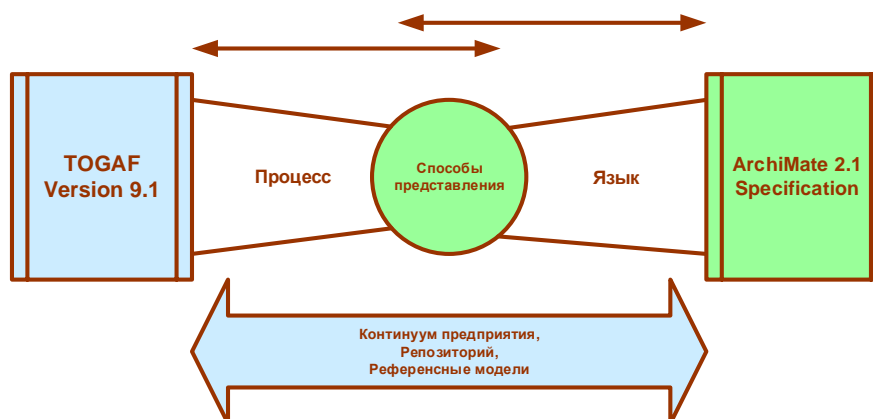 TOGAF
Version 9.1
Процесс
Способы
представления
Язык
ArchiMate 2.1
Specification
Континуум предприятия,
Репозиторий,
Референсные модели